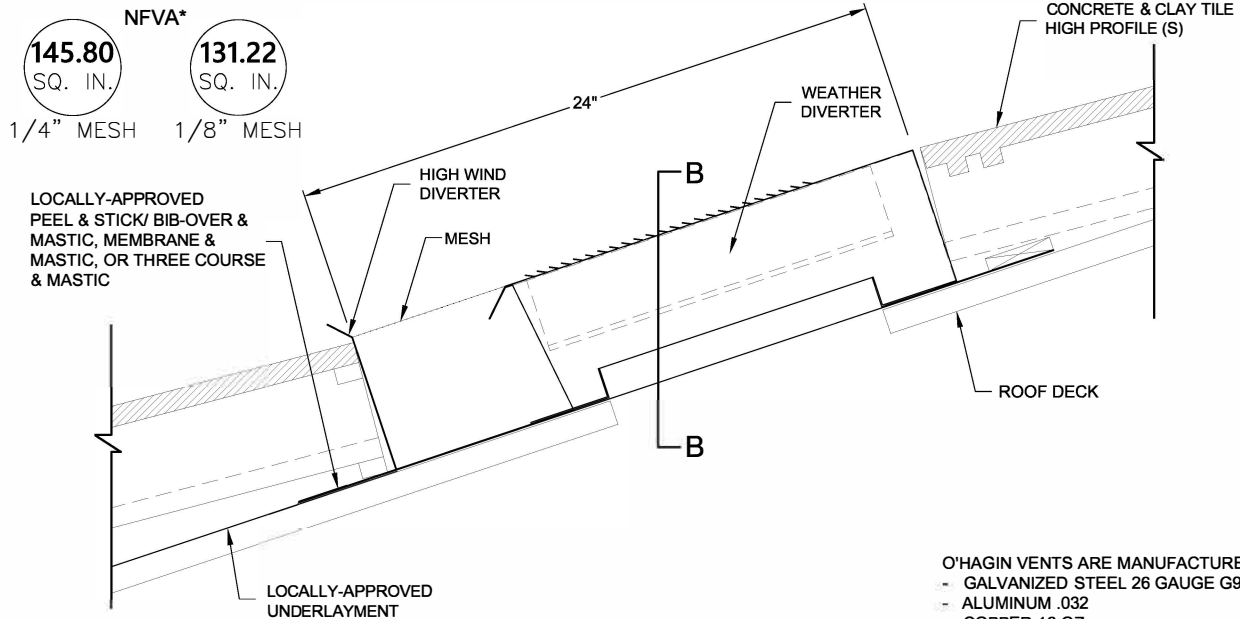 NFVA*
145.80
SQ. IN.
1/4" MESH
131.22
SQ. IN.
1/8" MESH
CONCRETE & CLAY TILE
HIGH PROFILE (S)
24"
WEATHER
DIVERTER
HIGH WIND
DIVERTER
MESH
B
LOCALLY-APPROVED
PEEL & STICK/ BIB-OVER &
MASTIC, MEMBRANE &
MASTIC, OR THREE COURSE
& MASTIC
ROOF DECK
B
LOCALLY-APPROVED
UNDERLAYMENT
O'HAGIN VENTS ARE MANUFACTURE
- GALVANIZED STEEL 26 GAUGE G9
- ALUMINUM .032